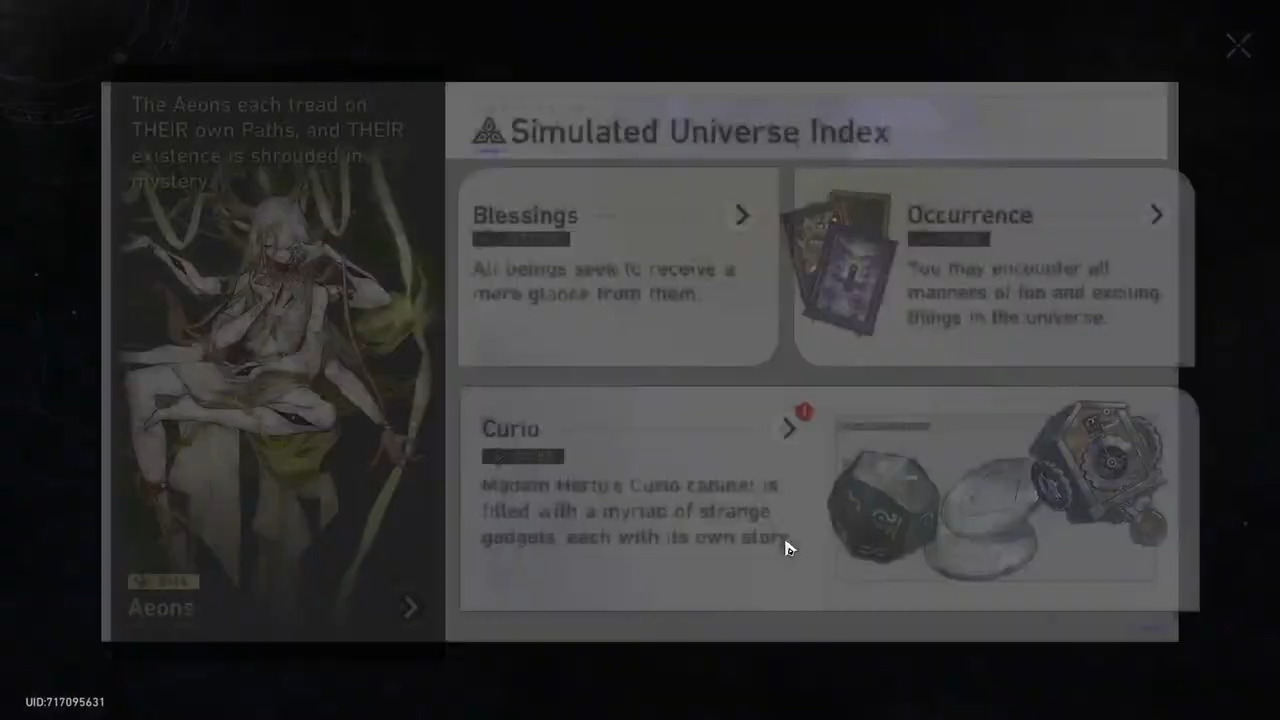 The Aeons each tread on
THEIR own Paths, and THEIR
existence is shrouded in
mystery.
Aeons
Simulated Universe Index
Blessings
All beings seek to receive a
mere glance from them.
Occurrence
You may encounter all
manners of fun and exciting
things in the universe.
Curio
Madam Herta's Curio cabinet is
filled with a myriad of strange
gadgets, each with its own story.
UID:717095631